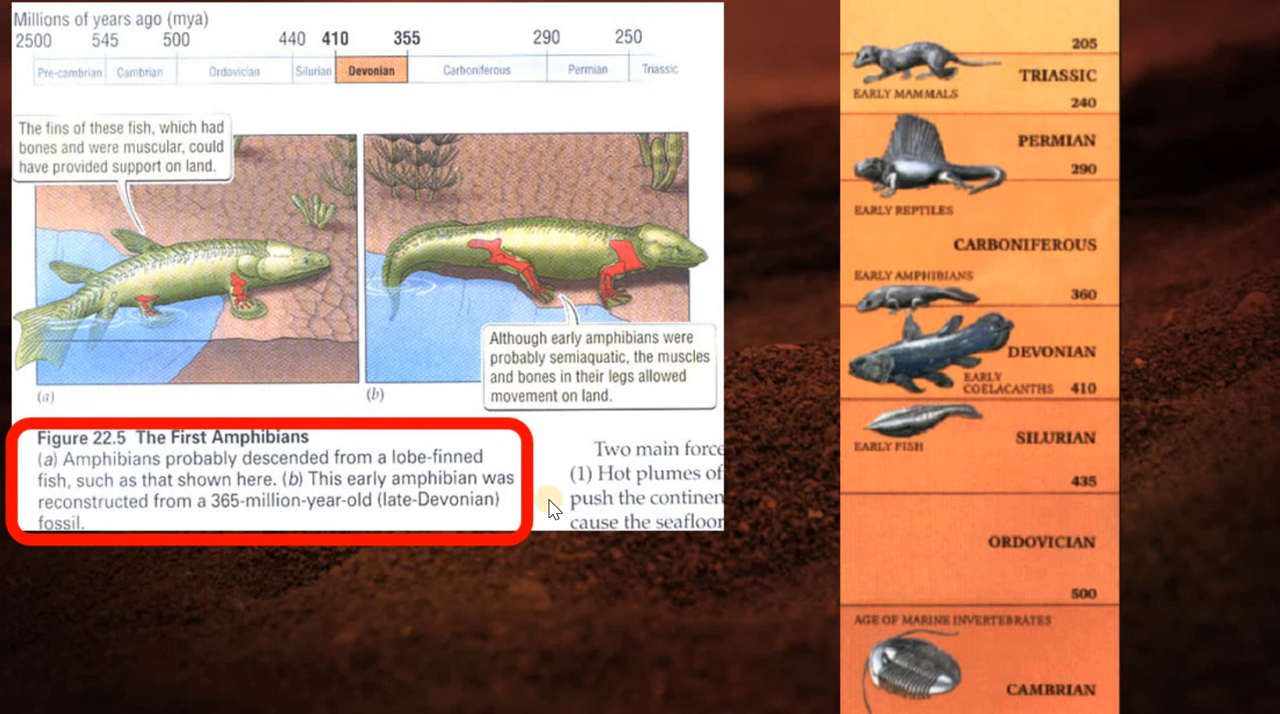 Millions of years ago (mya)
2500 545 500 440 410 355 290 250
Pre-cambrian Cambrian Ordovician Silurian Devonian Carboniferous Permian Triassic
The fins of these fish, which had
bones and were muscular, could
have provided support on land.
Although early amphibians were
probably semiaquatic, the muscles
and bones in their legs allowed
movement on land.
(a)
(b)
Figure 22.5 The First Amphibians
(a) Amphibians probably descended from a lobe-finned
fish, such as that shown here. (b) This early amphibian was
reconstructed from a 365-million-year-old (late-Devonian)
fossil.
Two main force
(1) Hot plumes of
push the continen
cause the seafloor
205
TRIASSIC
EARLY MAMMALS
240
PERMIAN
290
EARLY REPTILES
CARBONIFEROUS
EARLY AMPHIBIANS
360
DEVONIAN
EARLY
COELACANTHS 410
SILURIAN
EARLY FISH
435
ORDOVICIAN
500
AGE OF MARINE INVERTEBRATES
CAMBRIAN